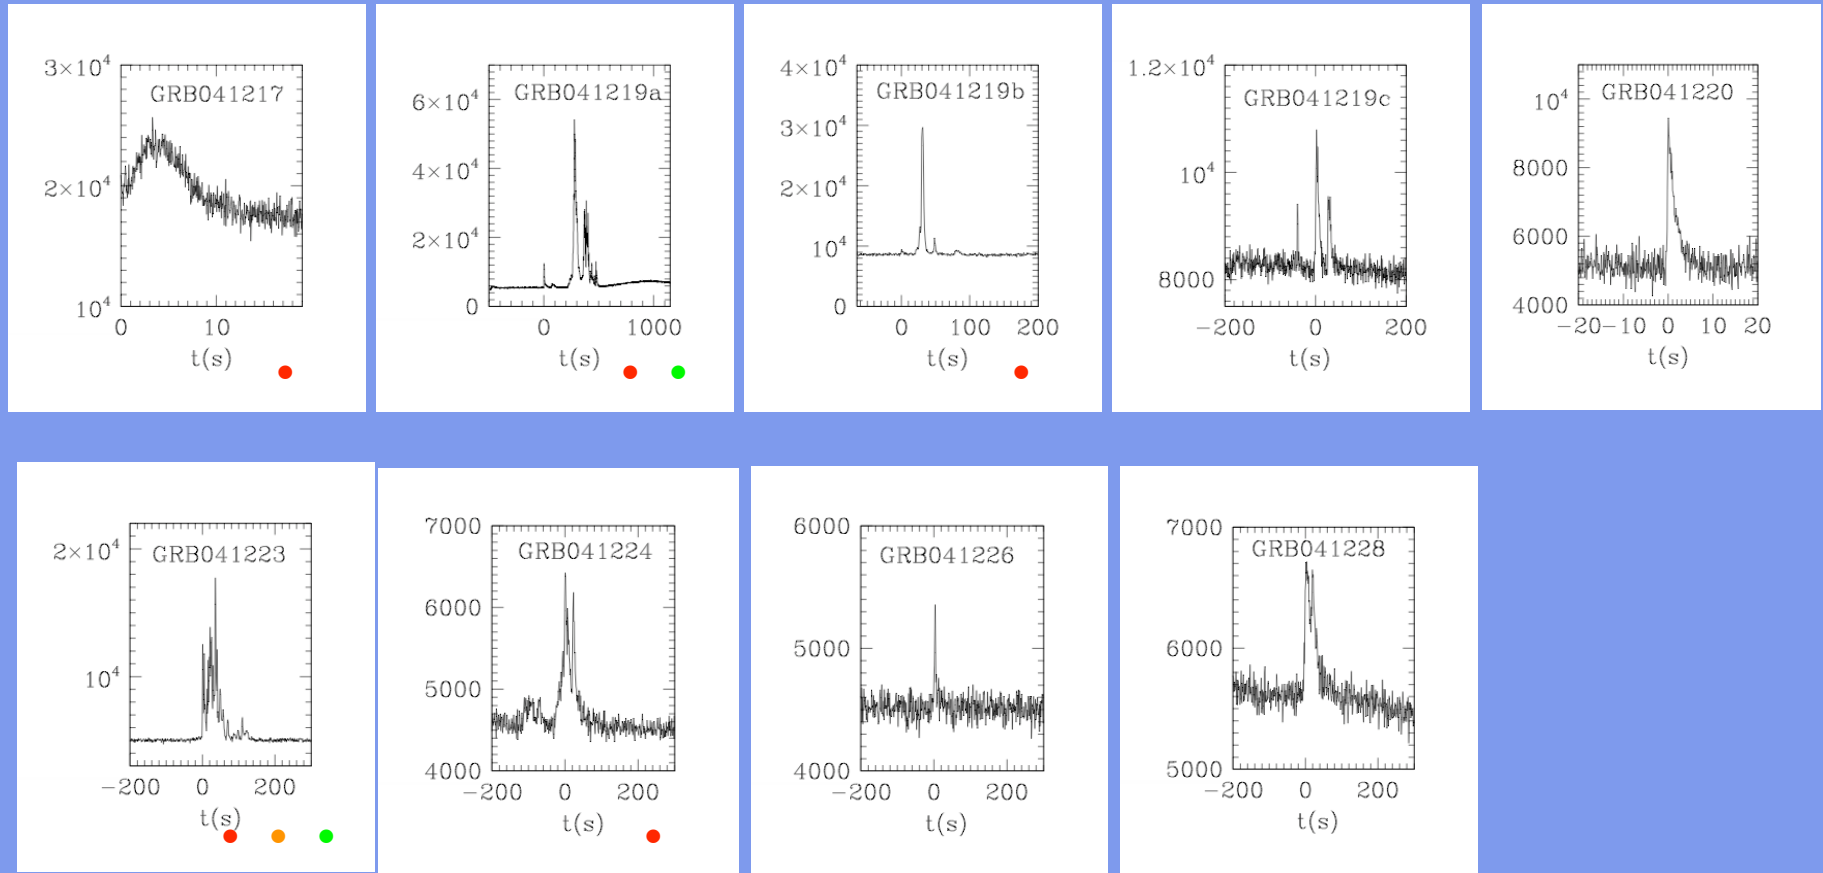 3×10⁴
GRB041217
2×10⁴
10⁴
0 10
t(s)
6×10⁴
GRB041219a
4×10⁴
2×10⁴
0
0 1000
t(s)
4×10⁴
GRB041219b
3×10⁴
2×10⁴
10⁴
0
0 100 200
t(s)
1.2×10⁴
GRB041219c
10⁴
8000
-200 0 200
t(s)
GRB041220
10⁴
8000
6000
4000
-20-10 0 10 20
t(s)
2×10⁴
GRB041223
10⁴
-200 0 200
t(s)
7000
GRB041224
6000
5000
4000
-200 0 200
t(s)
6000
GRB041226
5000
4000
-200 0 200
t(s)
7000
GRB041228
6000
5000
-200 0 200
t(s)